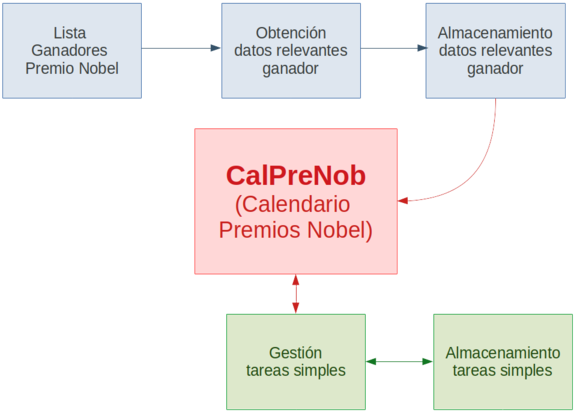 Lista
Ganadores
Premio Nobel
Obtención
datos relevantes
ganador
Almacenamiento
datos relevantes
ganador
CalPreNob
(Calendario
Premios Nobel)
Gestión
tareas simples
Almacenamiento
tareas simples